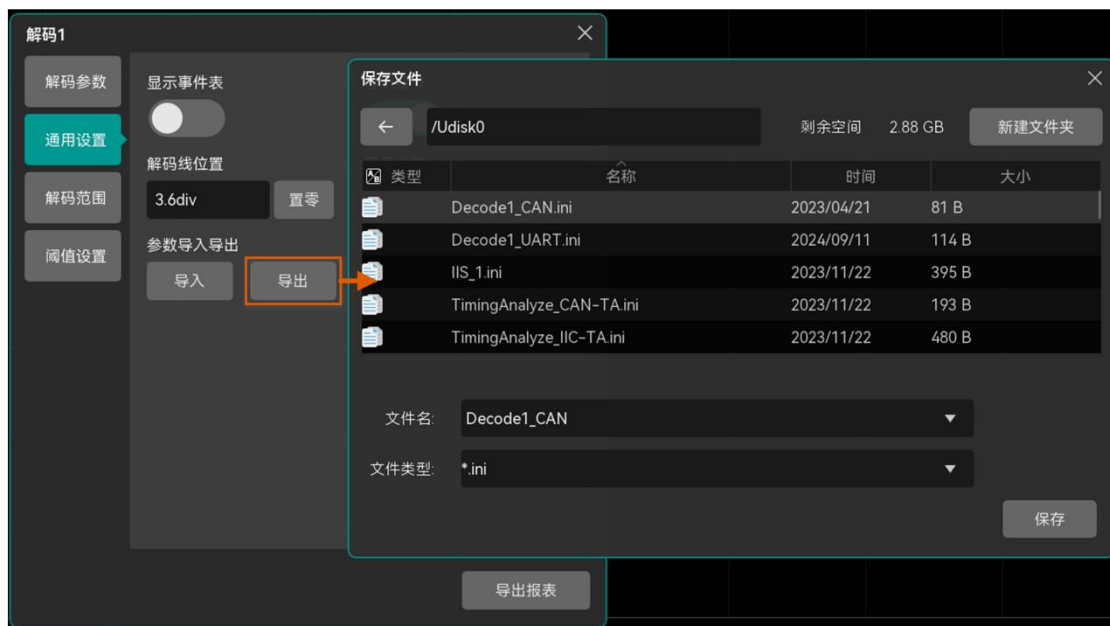 解码1
解码参数
通用设置
解码范围
阈值设置
显示事件表
解码线位置
3.6div 置零
参数导入导出
导入 导出
导出报表
保存文件
/Udisk0 剩余空间 2.88 GB 新建文件夹
类型 名称 时间 大小
Decode1_CAN.ini 2023/04/21 81 B
Decode1_UART.ini 2024/09/11 114 B
IIS_1.ini 2023/11/22 395 B
TimingAnalyze_CAN-TA.ini 2023/11/22 193 B
TimingAnalyze_IIC-TA.ini 2023/11/22 480 B
文件名: Decode1_CAN
文件类型: *.ini
保存